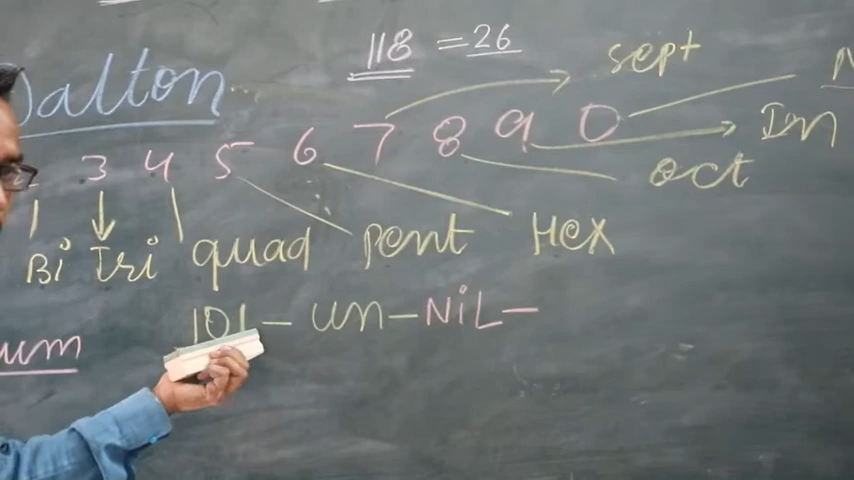 118 = 26
Dalton
sept
N
3 4 5 6 7 8 9 0
In
oct
Bi Tri quad pent Hex
101 - un - NiL -
um